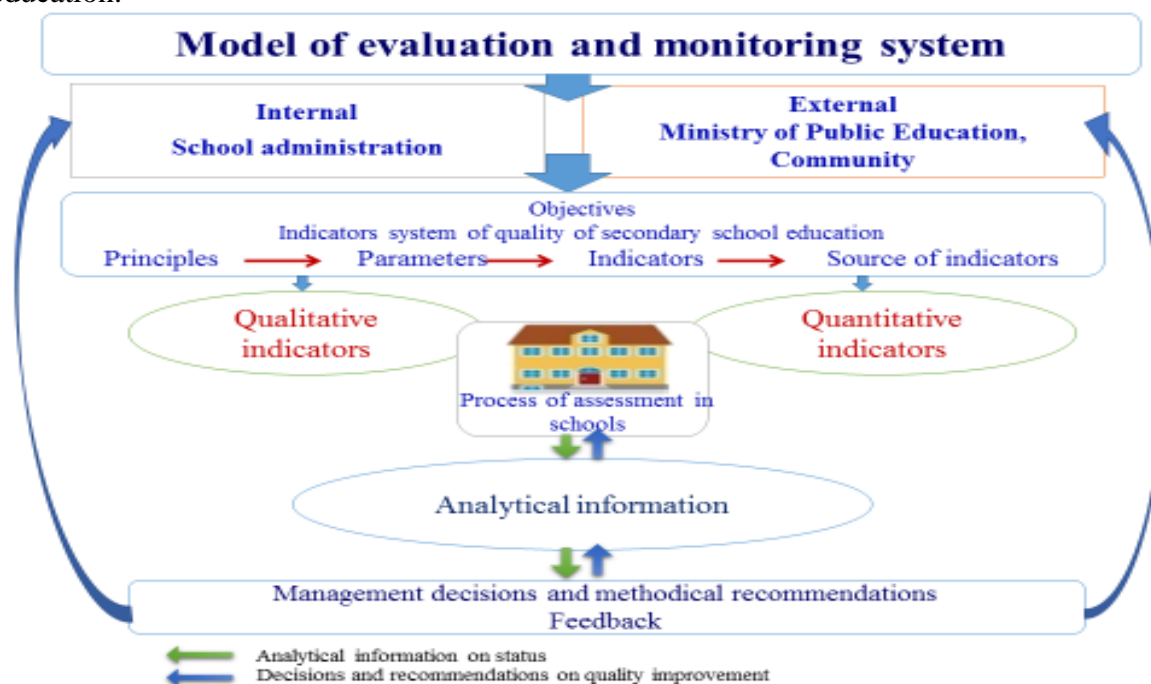 education.
Model of evaluation and monitoring system
Internal
School administration
External
Ministry of Public Education,
Community
Objectives
Indicators system of quality of secondary school education
Principles Parameters Indicators Source of indicators
Qualitative
indicators
Quantitative
indicators
Process of assessment in
schools
Analytical information
Management decisions and methodical recommendations
Feedback
Analytical information on status
Decisions and recommendations on quality improvement